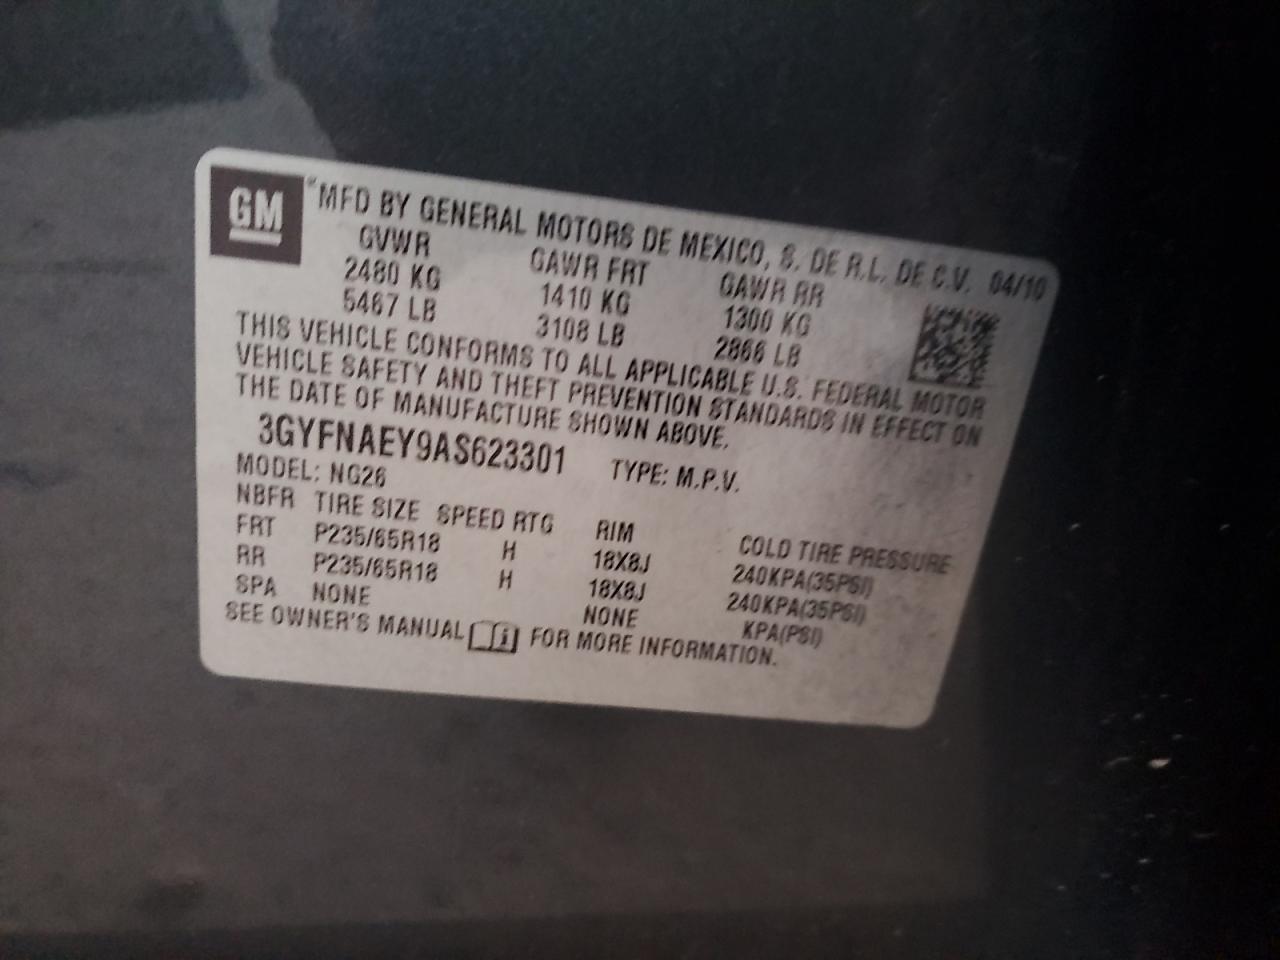 GM
"MFD BY GENERAL MOTORS DE MEXICO, S. DE R.L. DE C.V. 04/10
GVWR GAWR FRT GAWR RR
2480 KG 1410 KG 1300 KG
5467 LB 3108 LB 2866 LB
THIS VEHICLE CONFORMS TO ALL APPLICABLE U.S. FEDERAL MOTOR
VEHICLE SAFETY AND THEFT PREVENTION STANDARDS IN EFFECT ON
THE DATE OF MANUFACTURE SHOWN ABOVE.
3GYFNAEY9AS623301 TYPE: M.P.V.
MODEL: NG26
NBFR TIRE SIZE SPEED RTG RIM COLD TIRE PRESSURE
FRT P235/65R18 H 18X8J 240KPA(35PSI)
RR P235/65R18 H 18X8J 240KPA(35PSI)
SPA NONE NONE KPA(PSI)
SEE OWNER'S MANUAL i FOR MORE INFORMATION.